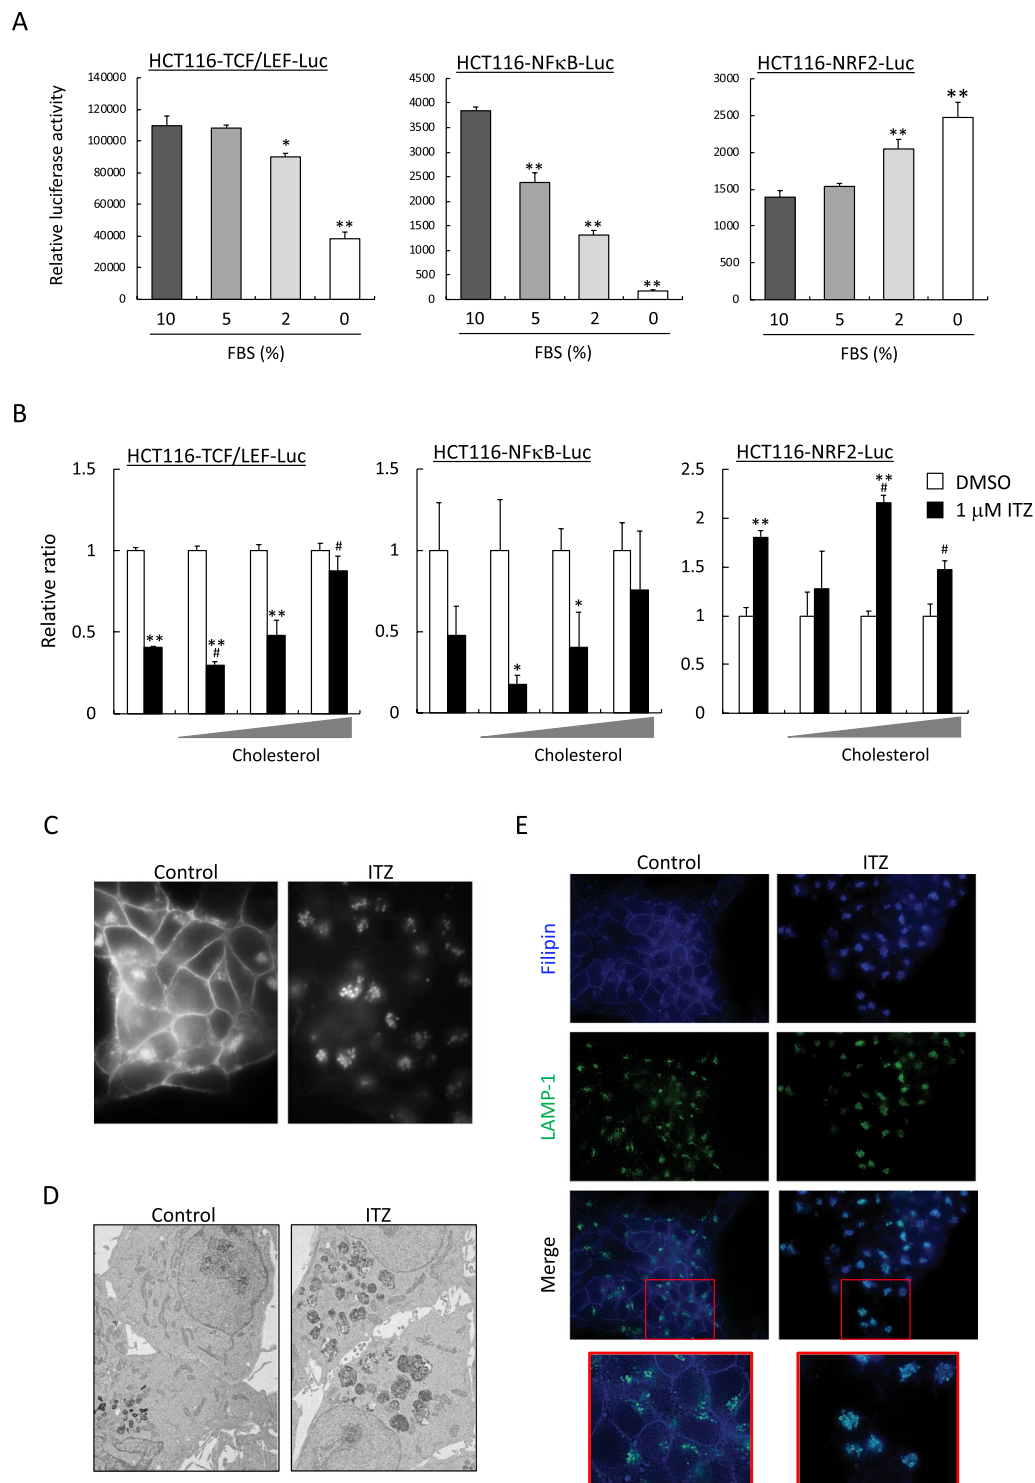 A
HCT116-TCF/LEF-Luc
HCT116-NFκB-Luc
HCT116-NRF2-Luc
Relative luciferase activity
140000
120000
100000
80000
60000
40000
20000
0
*
**
10 5 2 0
FBS (%)
4500
4000
3500
3000
2500
2000
1500
1000
500
0
**
**
**
10 5 2 0
FBS (%)
3000
2500
2000
1500
1000
500
0
**
**
10 5 2 0
FBS (%)
B
HCT116-TCF/LEF-Luc
HCT116-NFκB-Luc
HCT116-NRF2-Luc
DMSO
1 μM ITZ
Relative ratio
1.5
1
0.5
0
**
**
#
**
#
Cholesterol
1.5
1
0.5
0
*
*
Cholesterol
2.5
2
1.5
1
0.5
0
**
**
#
#
Cholesterol
C
Control ITZ
D
Control ITZ
E
Control ITZ
Filipin
LAMP-1
Merge